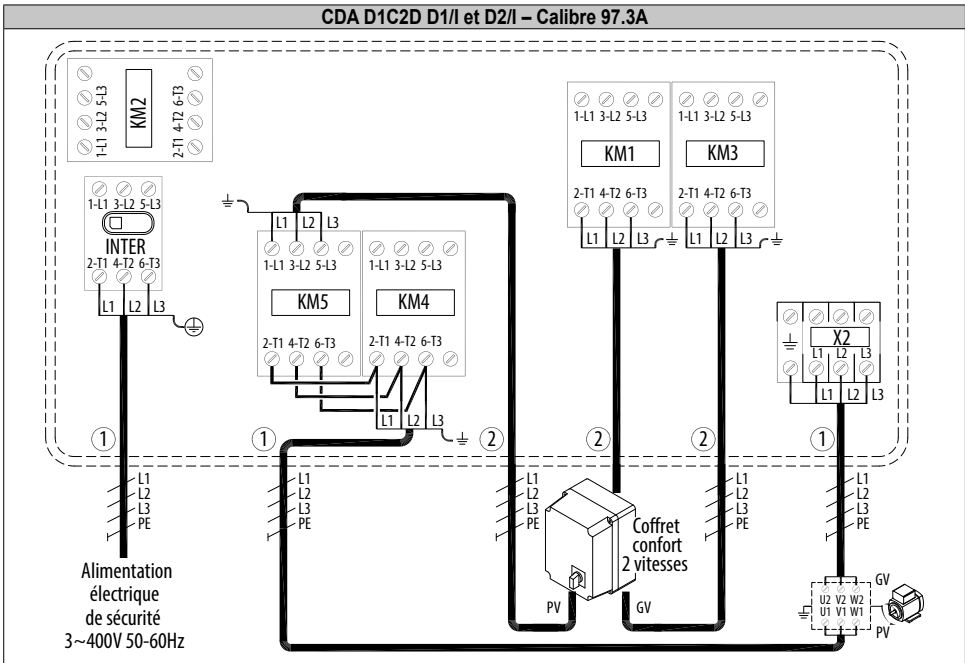 CDA D1C2D D1/I et D2/I – Calibre 97.3A
5-L3 6-T3
3-L2 KM2 4-T2
1-L1 2-T1
1-L1 3-L2 5-L3
INTER
2-T1 4-T2 6-T3
L1 L2 L3
L1 L2 L3
1-L1 3-L2 5-L3
KM5
2-T1 4-T2 6-T3
1-L1 3-L2 5-L3
KM4
2-T1 4-T2 6-T3
L1 L2 L3
1-L1 3-L2 5-L3
KM1
2-T1 4-T2 6-T3
L1 L2 L3
1-L1 3-L2 5-L3
KM3
2-T1 4-T2 6-T3
L1 L2 L3
X2
L1 L2 L3
L1 L2 L3
1 1 2 2 2 1
L1
L2
L3
PE
L1
L2
L3
PE
L1
L2
L3
PE
L1
L2
L3
PE
L1
L2
L3
PE
Coffret
confort
2 vitesses
PV GV
Alimentation
électrique
de sécurité
3~400V 50-60Hz
GV
U2 V2 W2
U1 V1 W1
PV